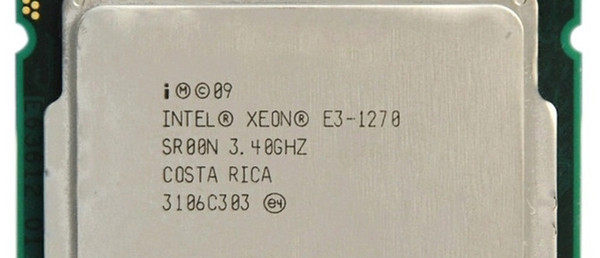 i Ⓜ©09
INTEL® XEON® E3-1270
SR00N 3.40GHZ
COSTA RICA
3106C303 e4